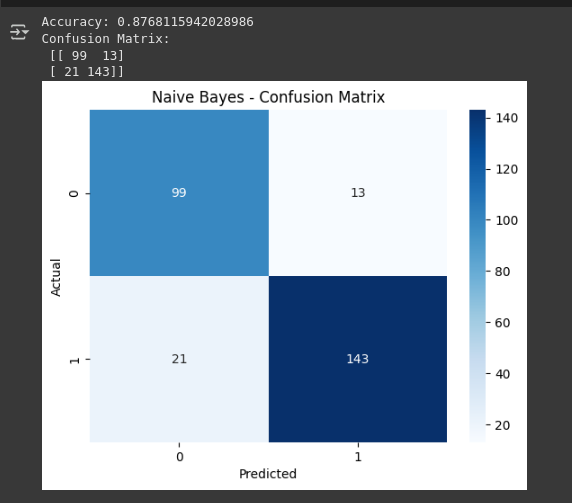 Accuracy: 0.8768115942028986
Confusion Matrix:
[[ 99  13]
[ 21 143]]
Naive Bayes - Confusion Matrix
140
120
100
80
60
40
20
0
99
13
Actual
1
21
143
0
1
Predicted